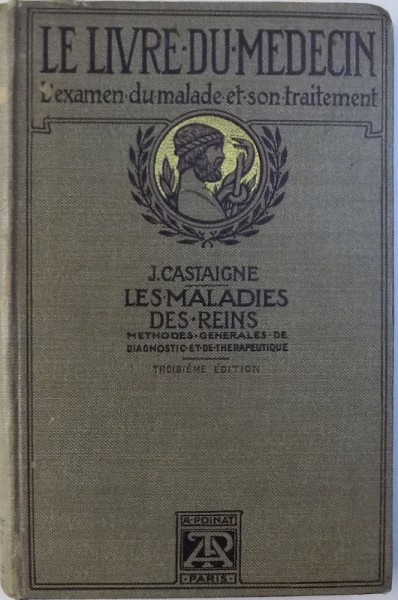 LE LIVRE·DU·MEDECIN
L'examen·du·malade·et·son·traitement
J.CASTAIGNE
LES·MALADIES
DES·REINS
METHODES·GENERALES·DE
DIAGNOSTIC·ET·DE·THERAPEUTIQUE
TROISIÈME ÉDITION
A·POINAT
AP
·PARIS·